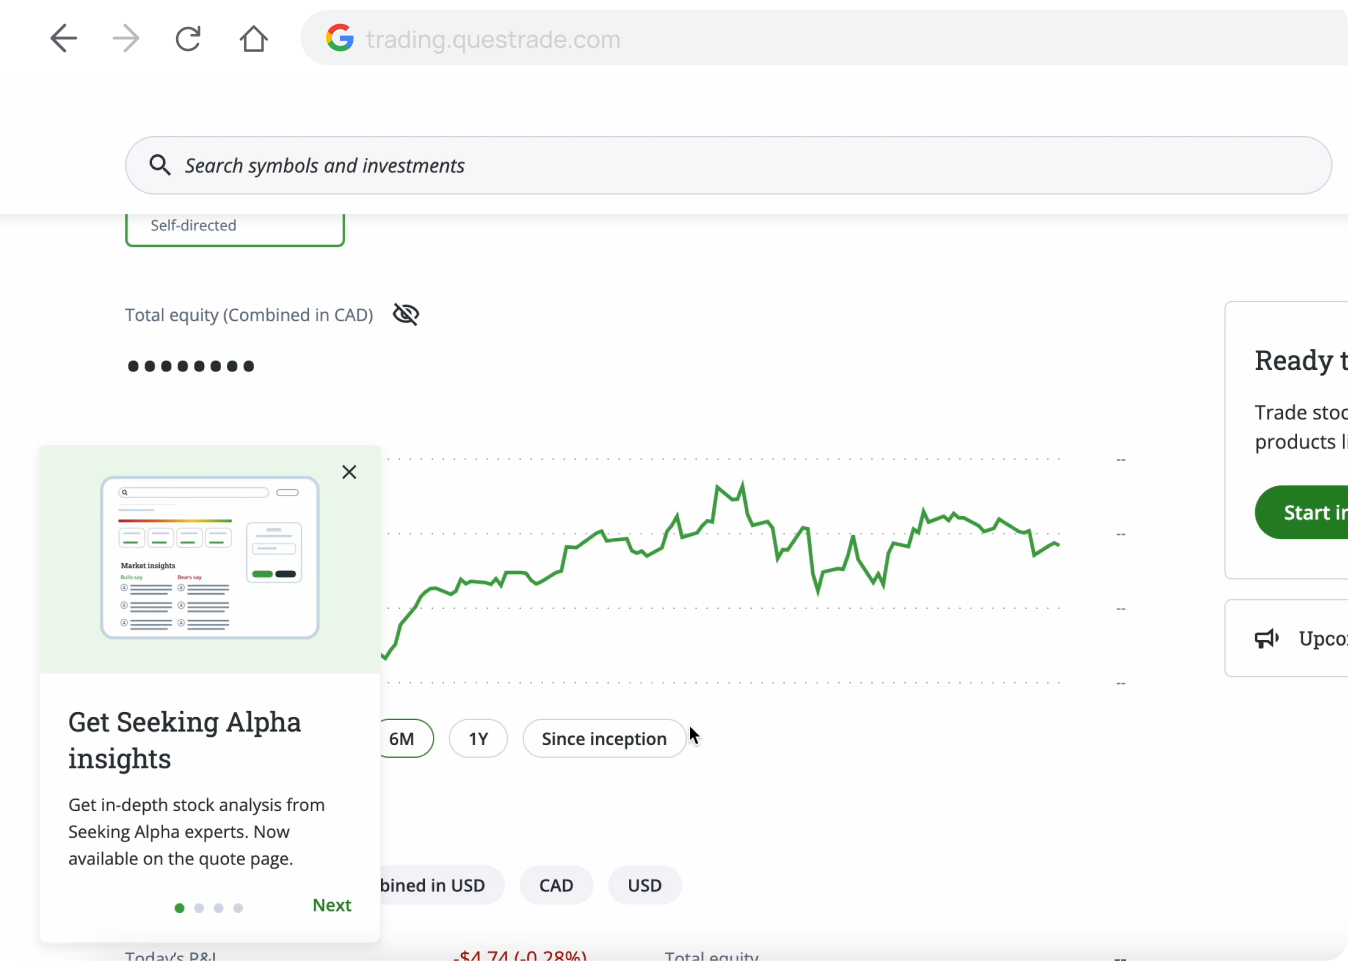 trading.questrade.com
Search symbols and investments
Self-directed
Total equity (Combined in CAD)
Ready t
Trade stoc
products li
Start in
Upco
Market insights
Bulls say
Bears say
Get Seeking Alpha
insights
Get in-depth stock analysis from
Seeking Alpha experts. Now
available on the quote page.
Next
--
--
--
--
6M
1Y
Since inception
bined in USD
CAD
USD
Today's P&L
-$4.74 (-0.28%)
Total equity
--